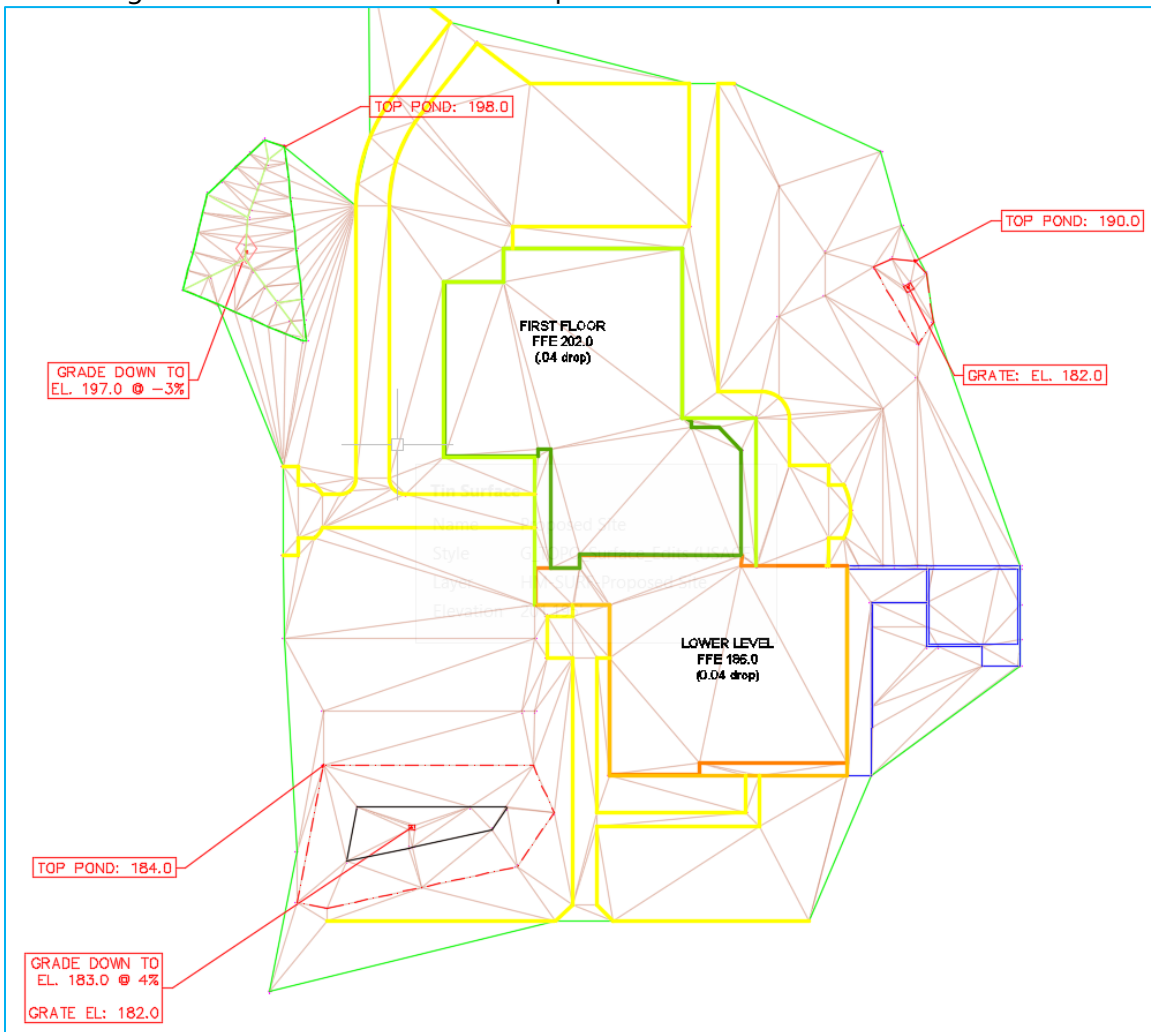 TOP POND: 198.0
TOP POND: 190.0
FIRST FLOOR
FFE 202.0
(.04 drop)
GRADE DOWN TO
EL. 197.0 @ -3%
GRATE: EL. 182.0
Tin Surface
Name
Style
Layer
Elevation
LOWER LEVEL
FFE 186.0
(0.04 drop)
TOP POND: 184.0
GRADE DOWN TO
EL. 183.0 @ 4%
GRATE EL: 182.0